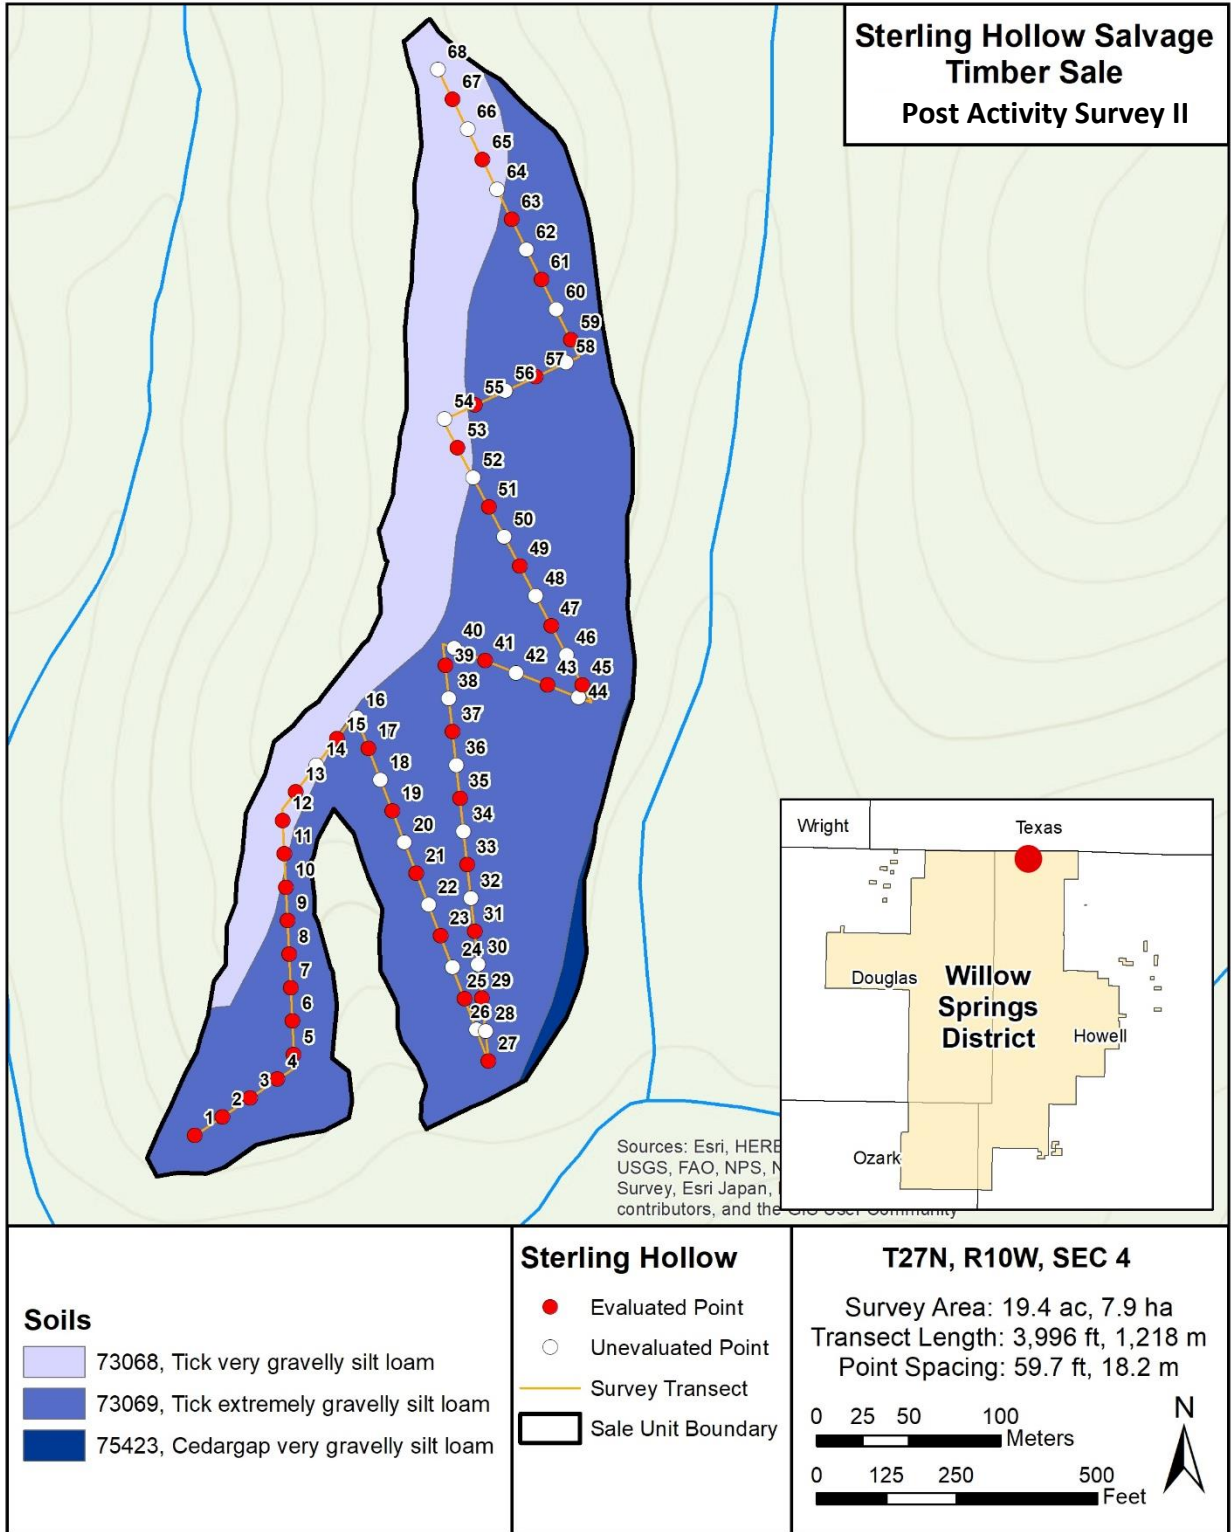 Sterling Hollow Salvage
Timber Sale
Post Activity Survey II
68
67
66
65
64
63
62
61
60
59
58
57
56
55
54
53
52
51
50
49
48
47
46
45
44
43
42
41
40
39
38
37
36
35
34
33
32
31
30
29
28
27
26
25
24
23
22
21
20
19
18
17
16
15
14
13
12
11
10
9
8
7
6
5
4
3
2
1
Wright
Texas
Douglas
Willow
Springs
District
Howell
Ozark
Sources: Esri, HERE
USGS, FAO, NPS, N
Survey, Esri Japan,
contributors, and the GIS User Community
Soils
73068, Tick very gravelly silt loam
73069, Tick extremely gravelly silt loam
75423, Cedargap very gravelly silt loam
Sterling Hollow
Evaluated Point
Unevaluated Point
Survey Transect
Sale Unit Boundary
T27N, R10W, SEC 4
Survey Area: 19.4 ac, 7.9 ha
Transect Length: 3,996 ft, 1,218 m
Point Spacing: 59.7 ft, 18.2 m
0 25 50 100
Meters
0 125 250 500
Feet
N